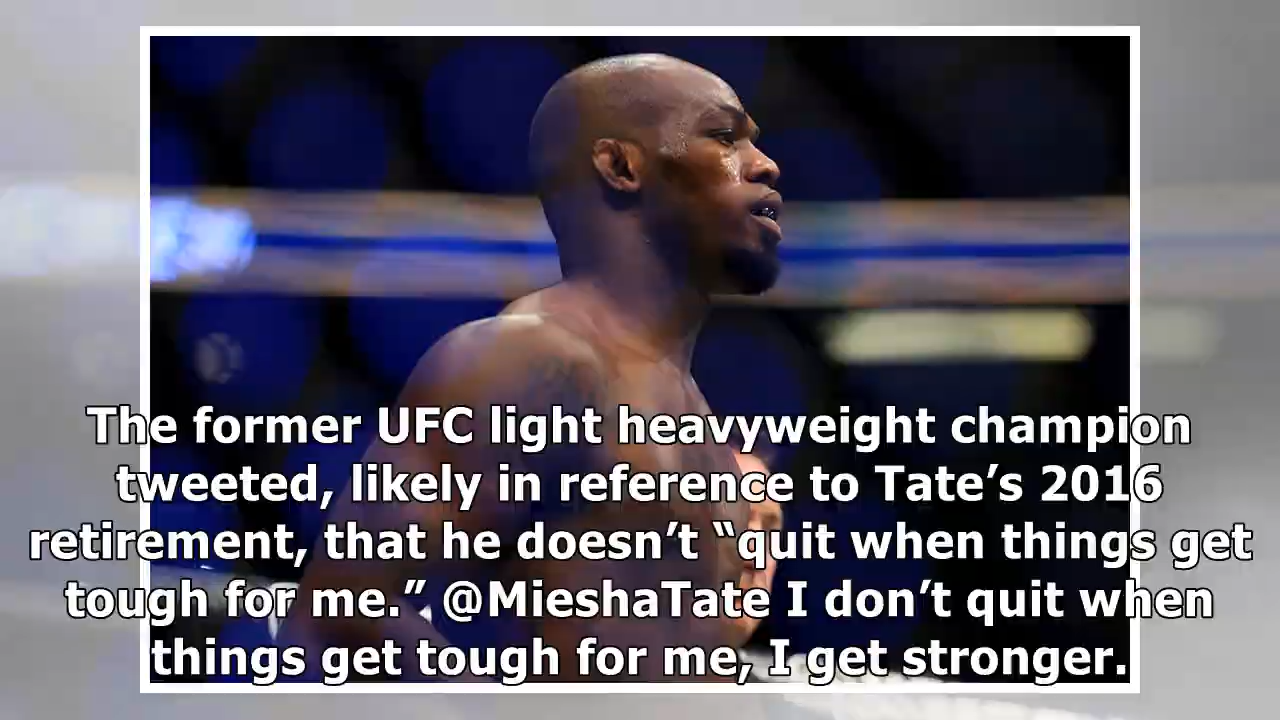 The former UFC light heavyweight champion
tweeted, likely in reference to Tate’s 2016
retirement, that he doesn’t “quit when things get
tough for me.” @MieshaTate I don’t quit when
things get tough for me, I get stronger.